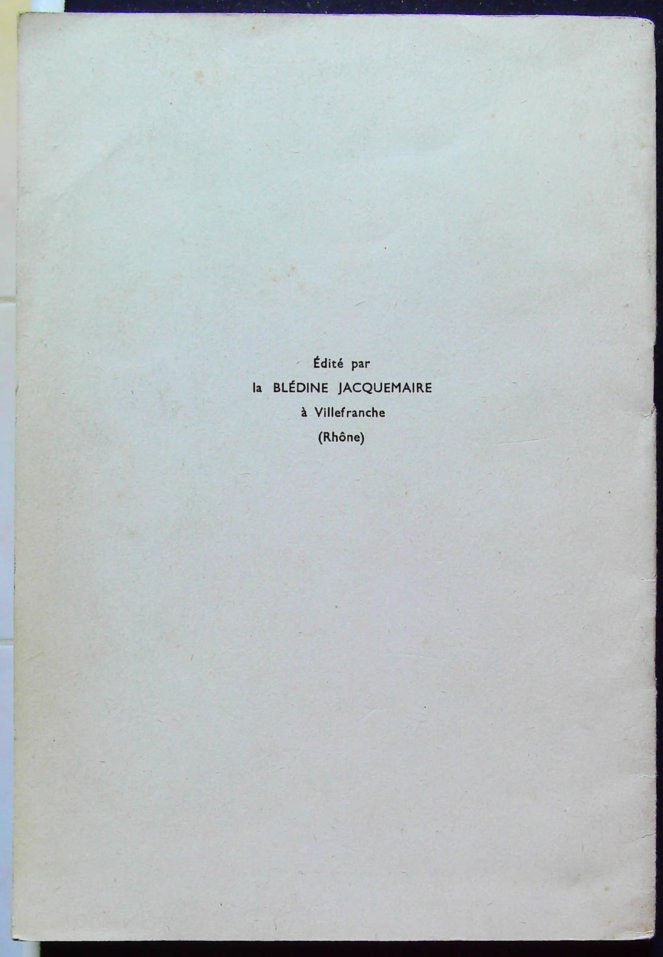 Édité par
la BLÉDINE JACQUEMAIRE
à Villefranche
(Rhône)